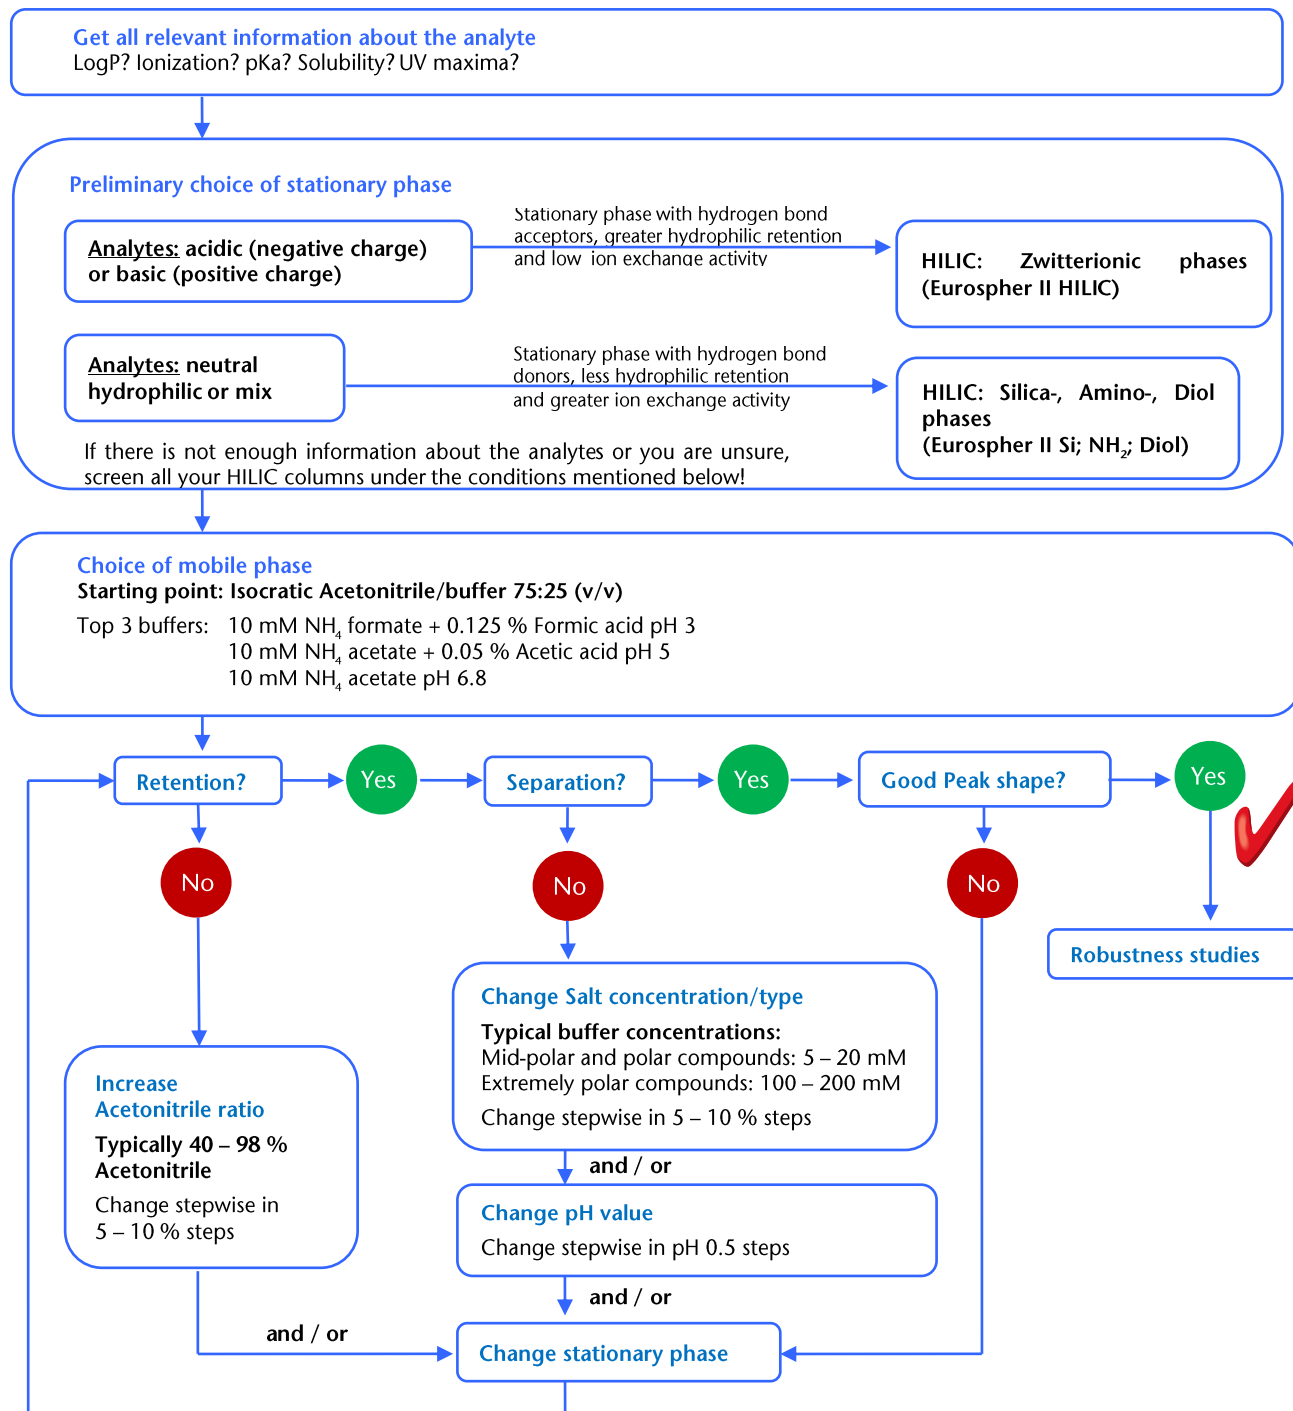 Get all relevant information about the analyte
LogP? Ionization? pKa? Solubility? UV maxima?
Preliminary choice of stationary phase
Analytes: acidic (negative charge)
or basic (positive charge)
Stationary phase with hydrogen bond
acceptors, greater hydrophilic retention
and low ion exchange activity
HILIC: Zwitterionic phases
(Eurospher II HILIC)
Analytes: neutral
hydrophilic or mix
Stationary phase with hydrogen bond
donors, less hydrophilic retention
and greater ion exchange activity
HILIC: Silica-, Amino-, Diol
phases
(Eurospher II Si; NH₂; Diol)
If there is not enough information about the analytes or you are unsure,
screen all your HILIC columns under the conditions mentioned below!
Choice of mobile phase
Starting point: Isocratic Acetonitrile/buffer 75:25 (v/v)
Top 3 buffers: 10 mM NH₄ formate + 0.125 % Formic acid pH 3
10 mM NH₄ acetate + 0.05 % Acetic acid pH 5
10 mM NH₄ acetate pH 6.8
Retention?
Yes
Separation?
Yes
Good Peak shape?
Yes
No
No
No
Robustness studies
Change Salt concentration/type
Typical buffer concentrations:
Mid-polar and polar compounds: 5 – 20 mM
Extremely polar compounds: 100 – 200 mM
Change stepwise in 5 – 10 % steps
Increase
Acetonitrile ratio
Typically 40 – 98 %
Acetonitrile
Change stepwise in
5 – 10 % steps
and / or
Change pH value
Change stepwise in pH 0.5 steps
and / or
and / or
Change stationary phase